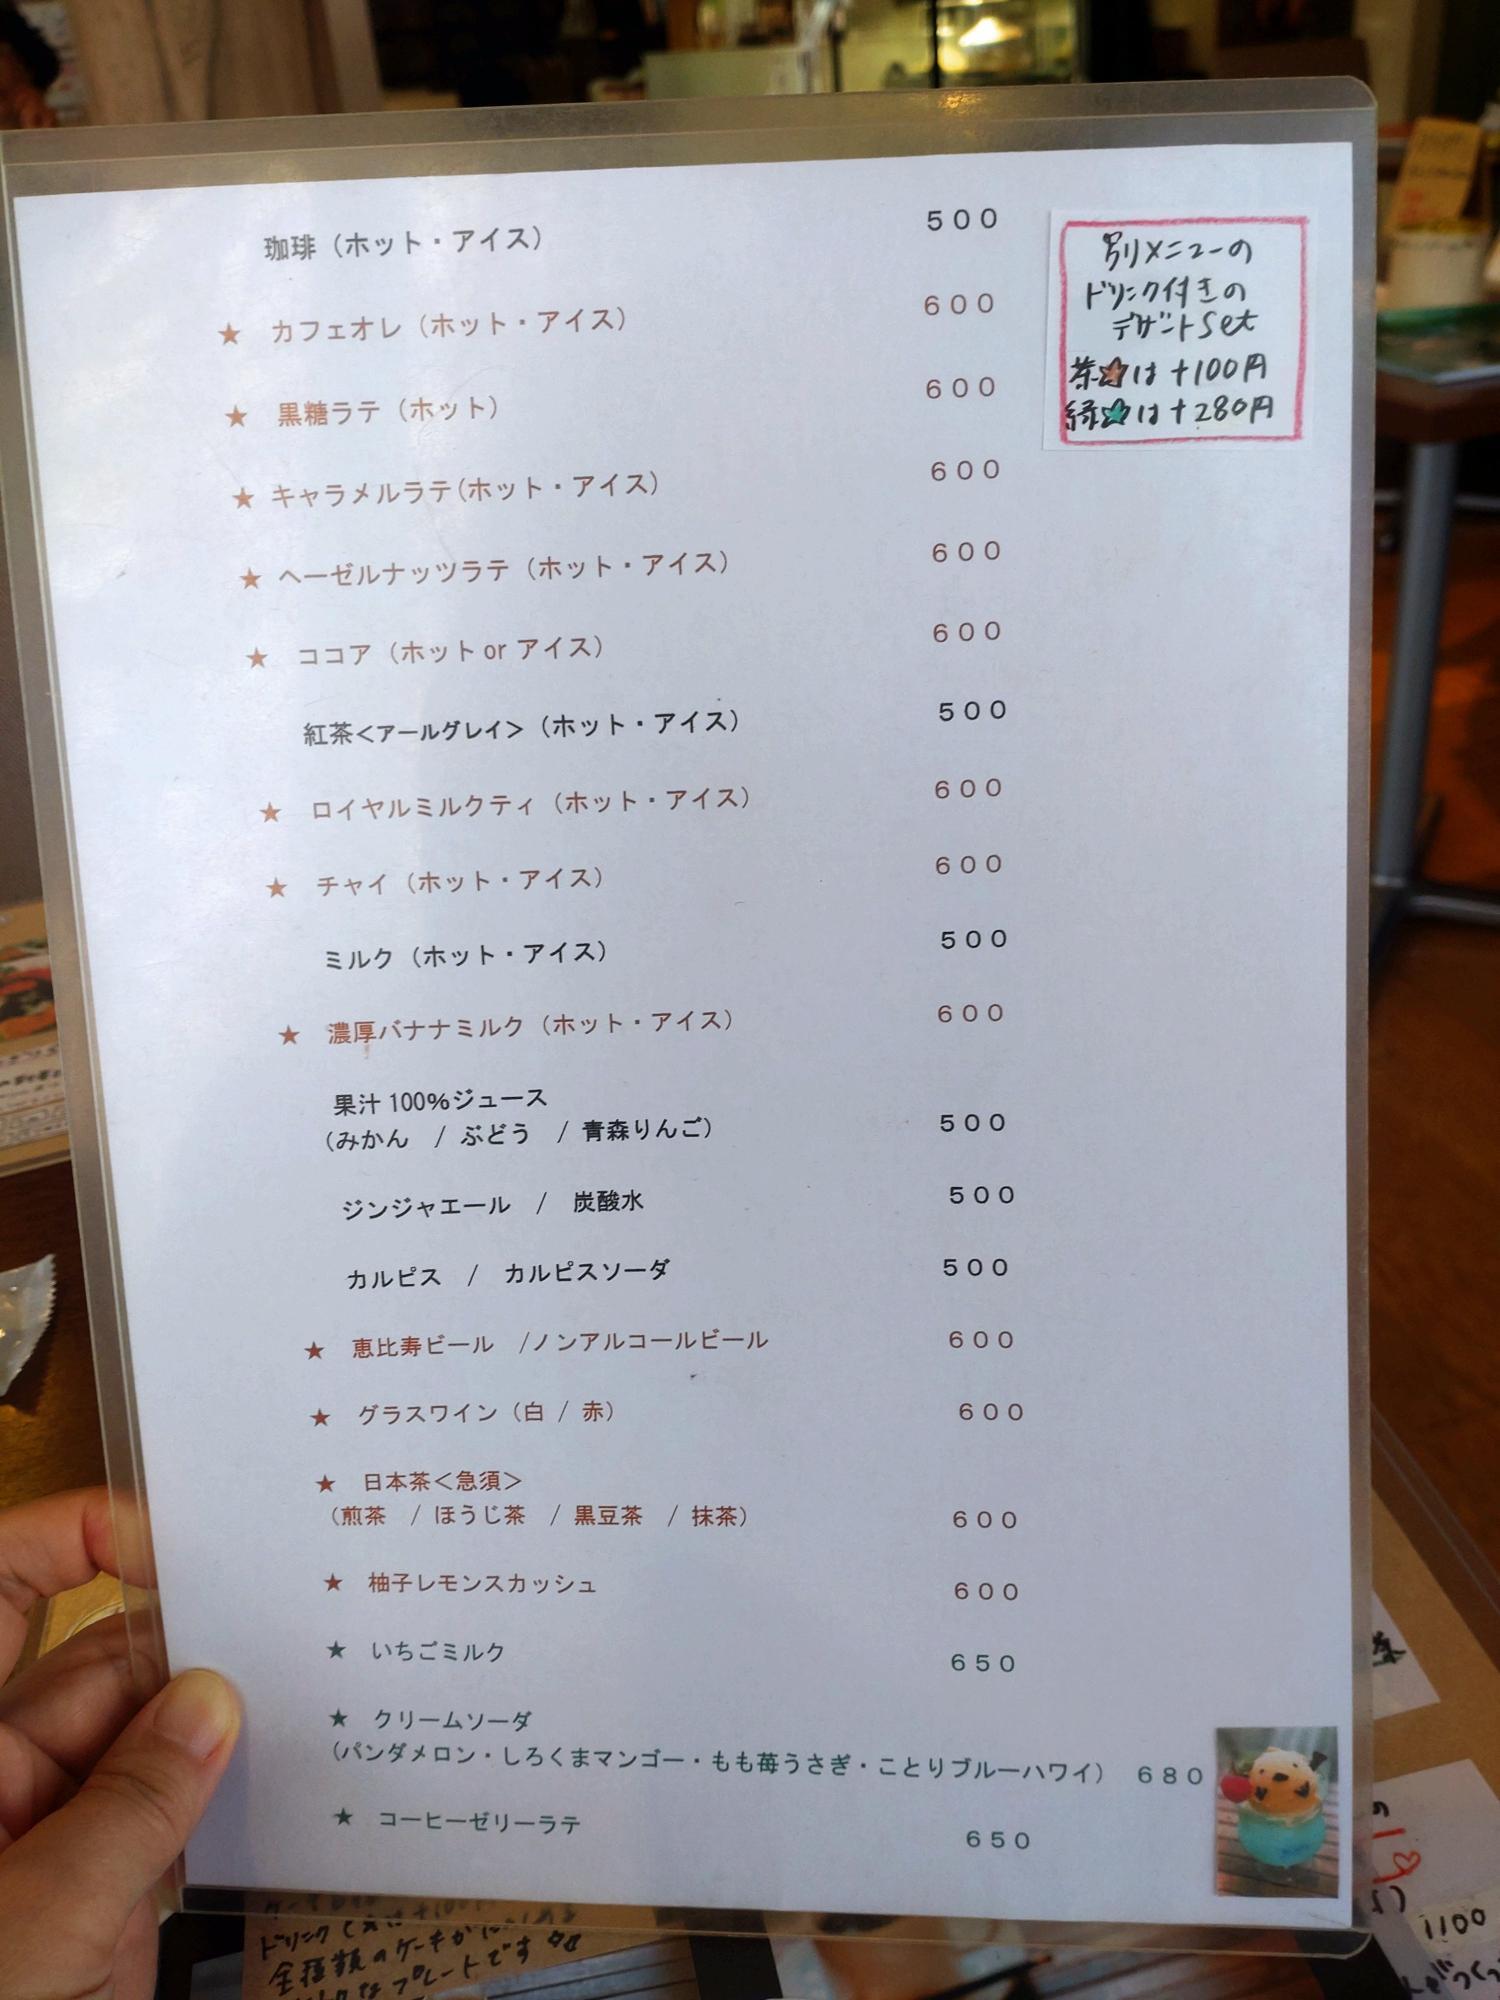 珈琲（ホット・アイス） 500
★ カフェオレ（ホット・アイス） 600
★ 黒糖ラテ（ホット） 600
★ キャラメルラテ(ホット・アイス） 600
★ ヘーゼルナッツラテ（ホット・アイス） 600
★ ココア（ホット or アイス） 600
紅茶＜アールグレイ＞（ホット・アイス） 500
★ ロイヤルミルクティ（ホット・アイス） 600
★ チャイ（ホット・アイス） 600
ミルク（ホット・アイス） 500
★ 濃厚バナナミルク（ホット・アイス） 600
果汁 100%ジュース
（みかん / ぶどう / 青森りんご） 500
ジンジャエール / 炭酸水 500
カルピス / カルピスソーダ 500
★ 恵比寿ビール /ノンアルコールビール 600
★ グラスワイン（白 / 赤） 600
★ 日本茶＜急須＞
（煎茶 / ほうじ茶 / 黒豆茶 / 抹茶） 600
★ 柚子レモンスカッシュ 600
★ いちごミルク 650
★ クリームソーダ
（パンダメロン・しろくまマンゴー・もも苺うさぎ・ことりブルーハワイ） 680
★ コーヒーゼリーラテ 650
別メニューの
ドリンク付きの
デザートSet
茶☆は+100円
緑☆は+280円
全種類のケーキが
プレートです
茶
1100